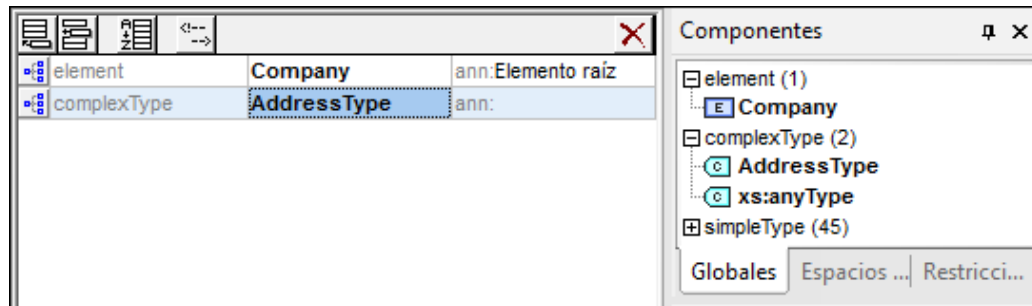 element Company ann:Elemento raíz
complexType AddressType ann:
Componentes
element (1)
E Company
complexType (2)
C AddressType
C xs:anyType
simpleType (45)
Globales Espacios ... Restricci...